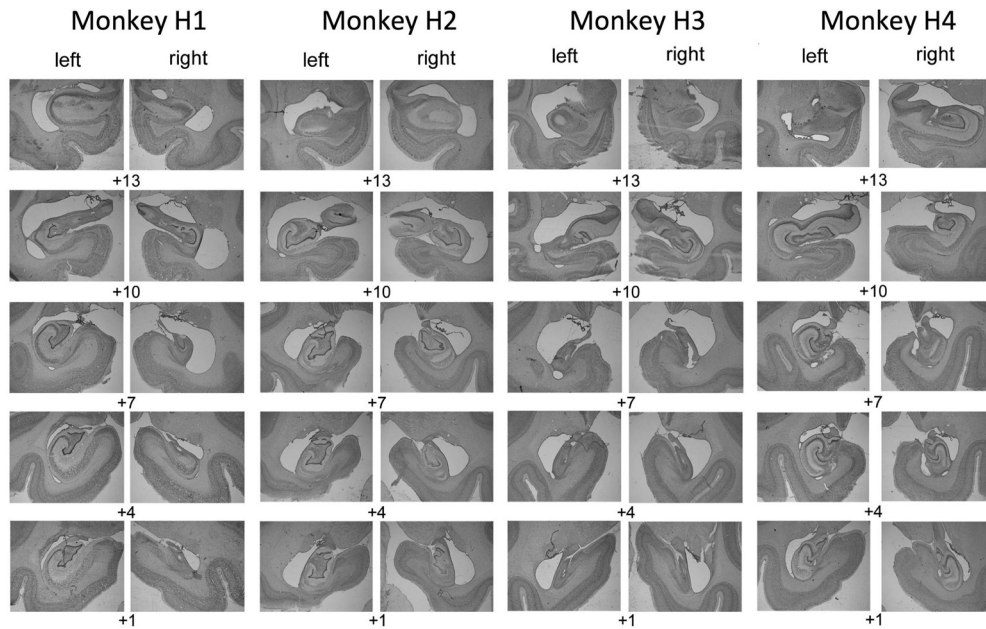 Monkey H1 Monkey H2 Monkey H3 Monkey H4
left right left right left right left right
+13 +13 +13 +13
+10 +10 +10 +10
+7 +7 +7 +7
+4 +4 +4 +4
+1 +1 +1 +1